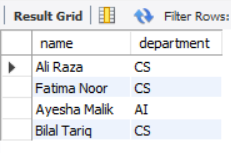 Result Grid Filter Rows:
name department
Ali Raza CS
Fatima Noor CS
Ayesha Malik AI
Bilal Tariq CS